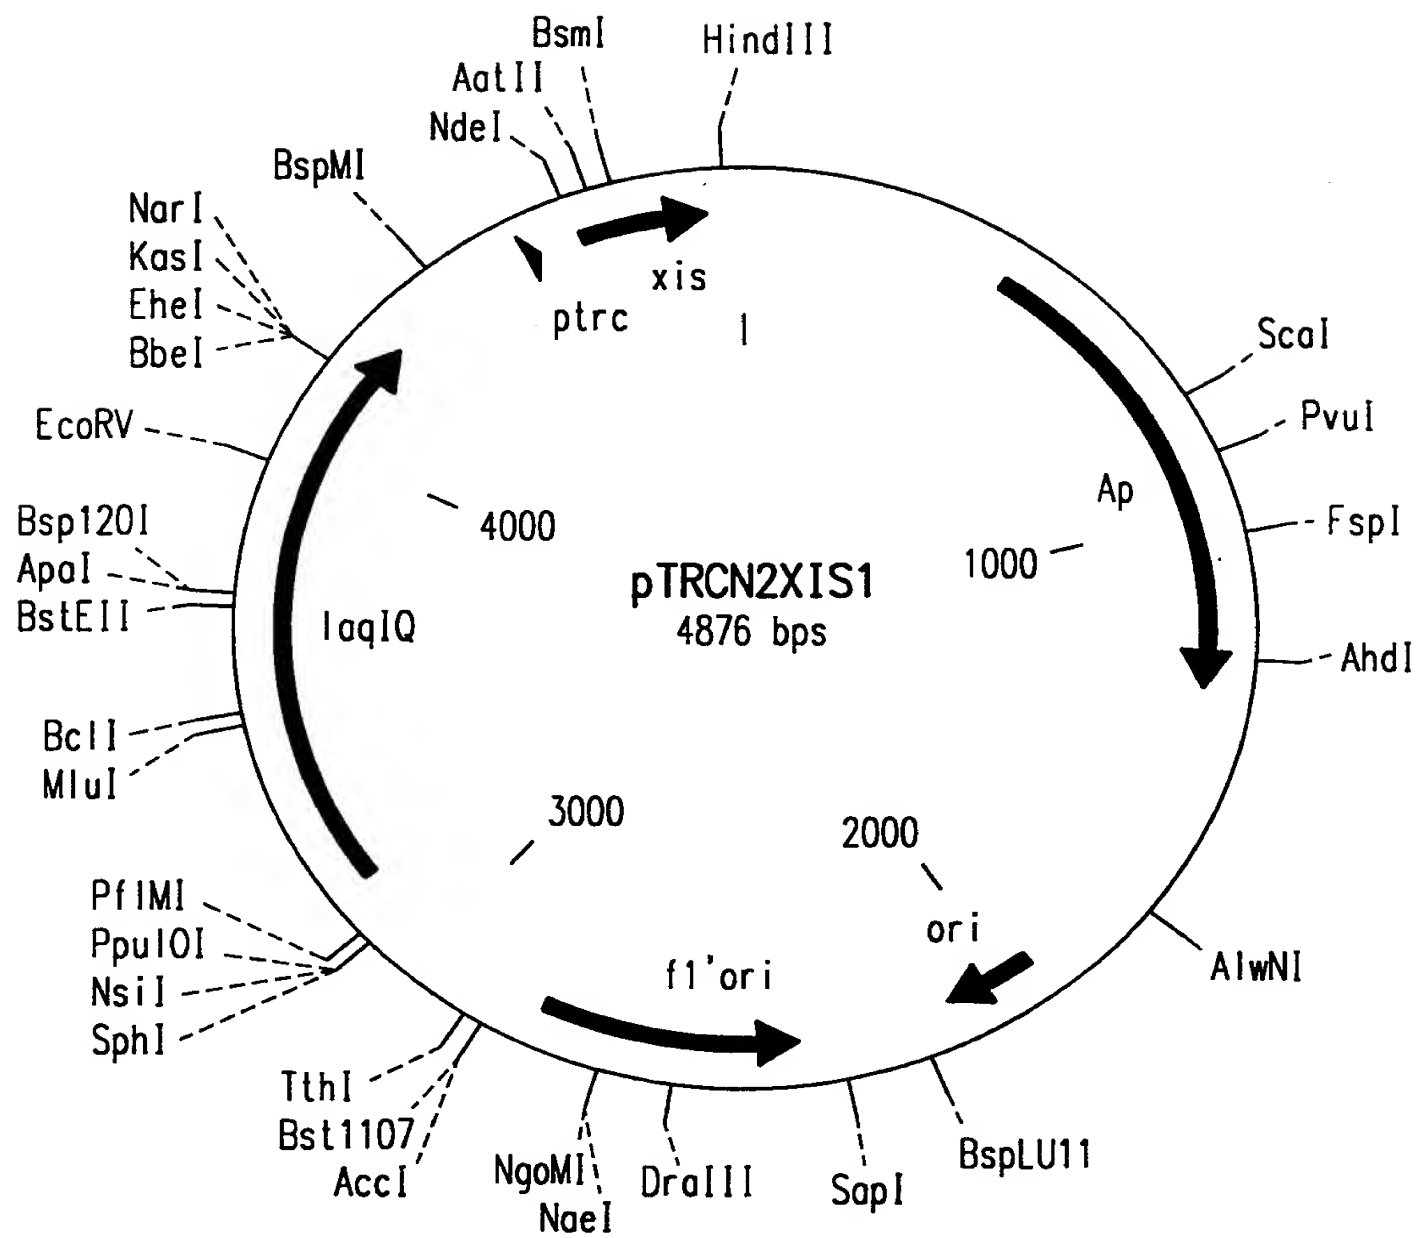 BsmI
HindIII
AatII
NdeI
BspMI
NarI
KasI
EheI
BbeI
EcoRV
Bsp120I
ApaI
BstEII
BclI
MluI
PflMI
Ppu10I
NsiI
SphI
TthI
Bst1107
AccI
NgoMI
NaeI
DraIII
SapI
BspLU11
AlwNI
AhdI
FspI
PvuI
ScaI
xis
ptrc
1
Ap
4000
1000
pTRCN2XIS1
4876 bps
laqIQ
3000
2000
ori
f1'ori